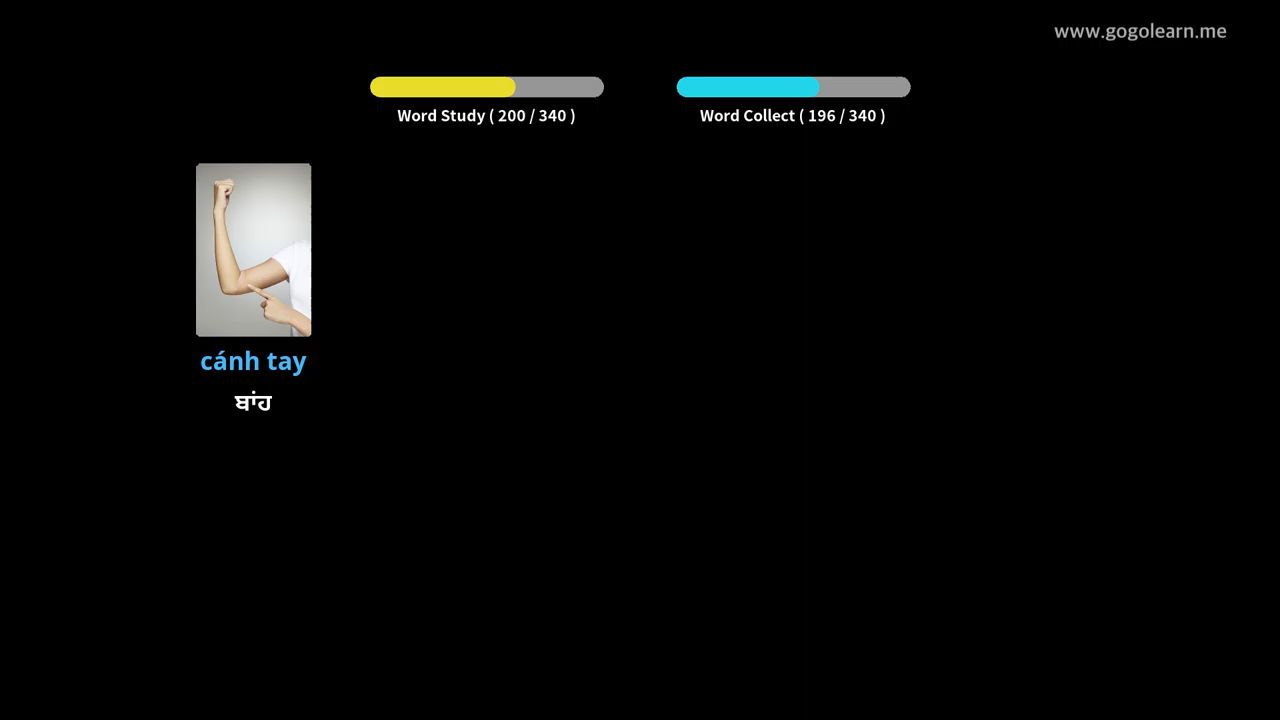 www.gogolearn.me
Word Study ( 200 / 340 )
Word Collect ( 196 / 340 )
cánh tay
ਬਾਂਹ